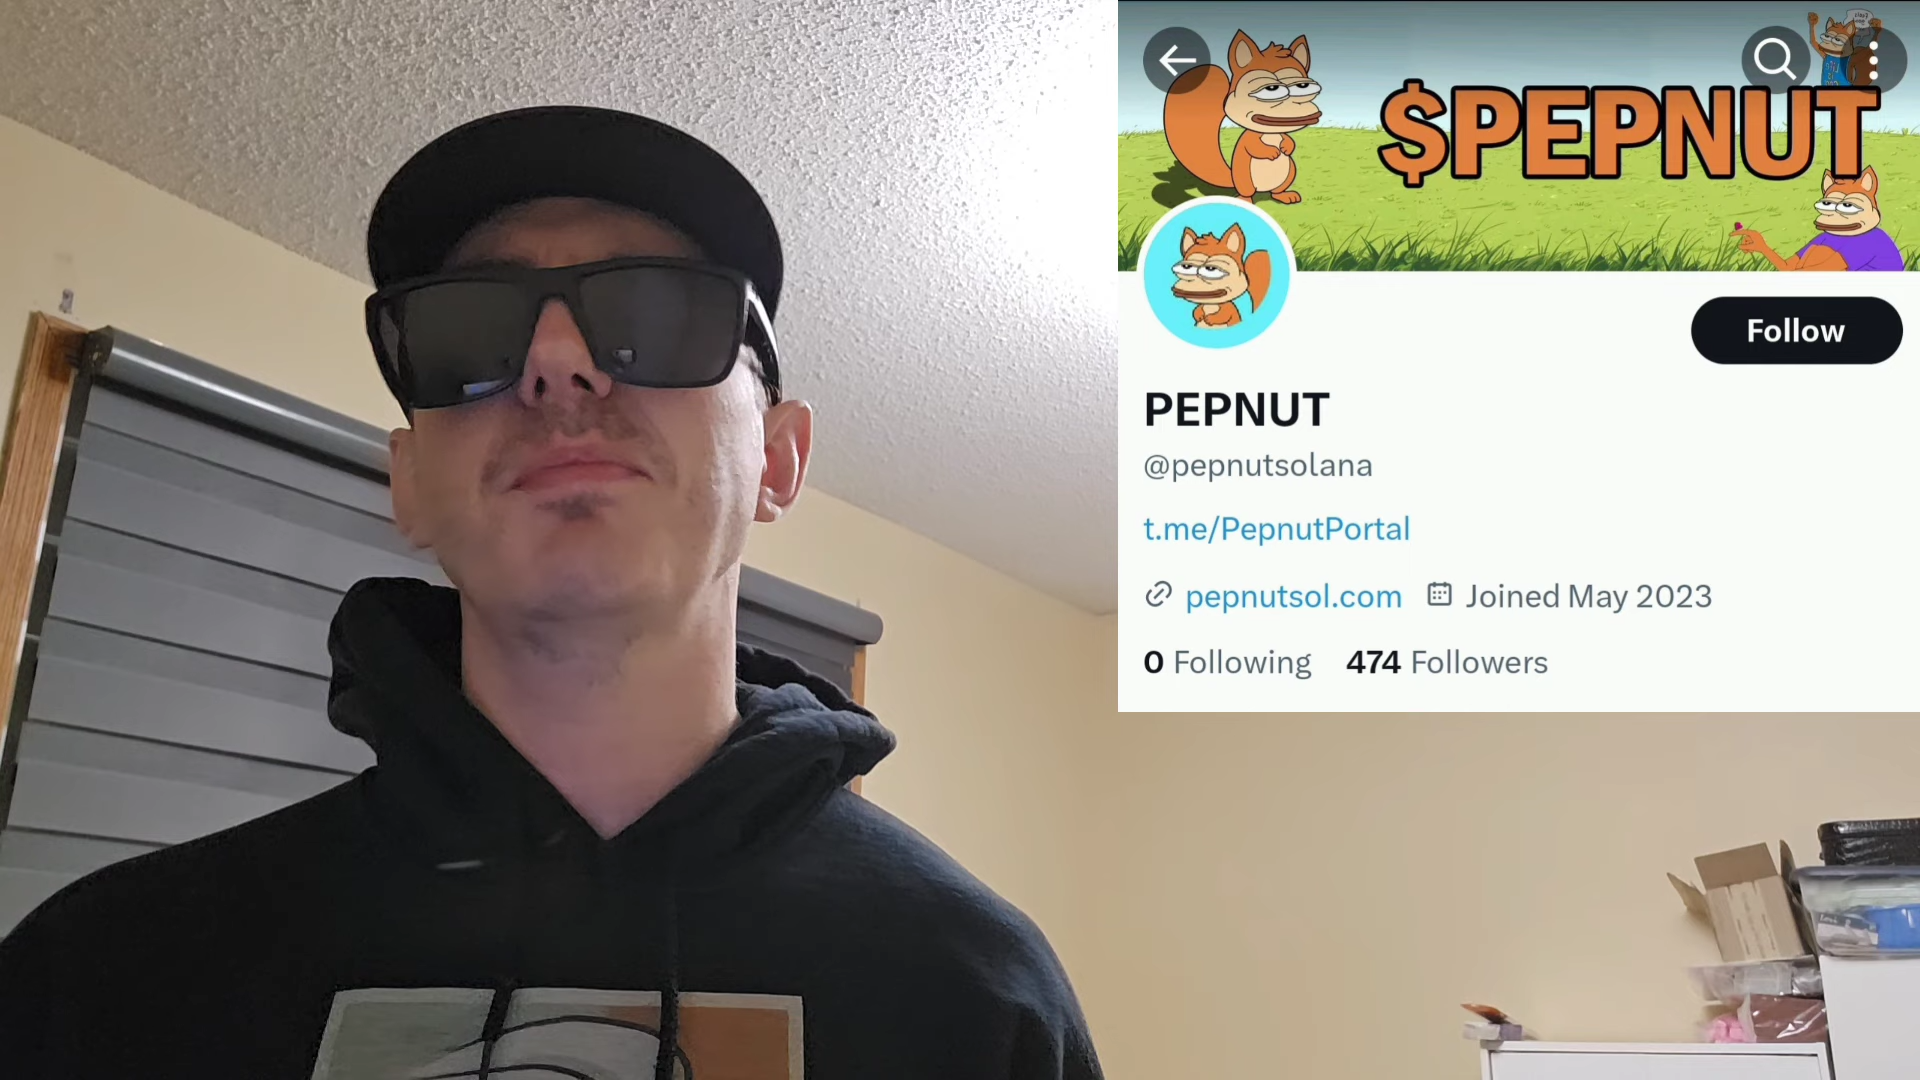 $PEPNUT
Follow
PEPNUT
@pepnutsolana
t.me/PepnutPortal
pepnutsol.com Joined May 2023
0 Following 474 Followers